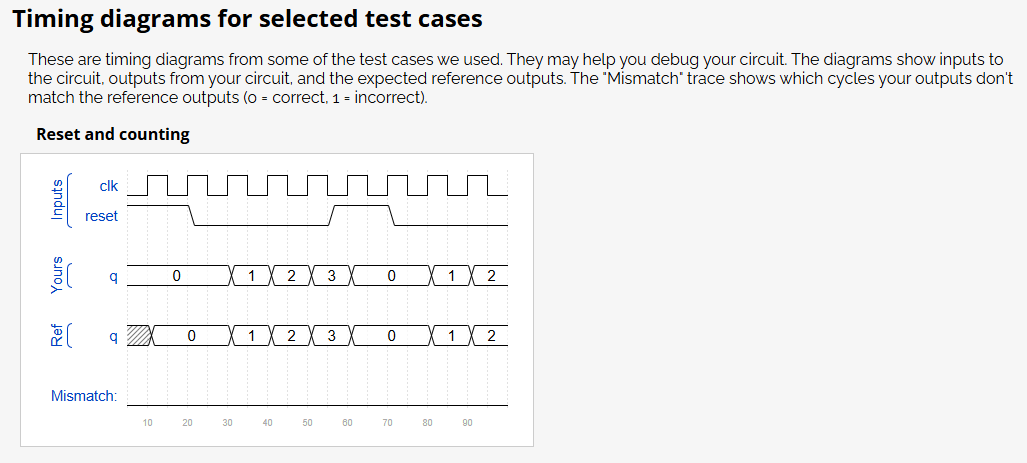 Timing diagrams for selected test cases
These are timing diagrams from some of the test cases we used. They may help you debug your circuit. The diagrams show inputs to
the circuit, outputs from your circuit, and the expected reference outputs. The "Mismatch" trace shows which cycles your outputs don't
match the reference outputs (0 = correct, 1 = incorrect).
Reset and counting
Inputs
clk
reset
Yours
q 0 1 2 3 0 1 2
Ref
q 0 1 2 3 0 1 2
Mismatch:
10 20 30 40 50 60 70 80 90